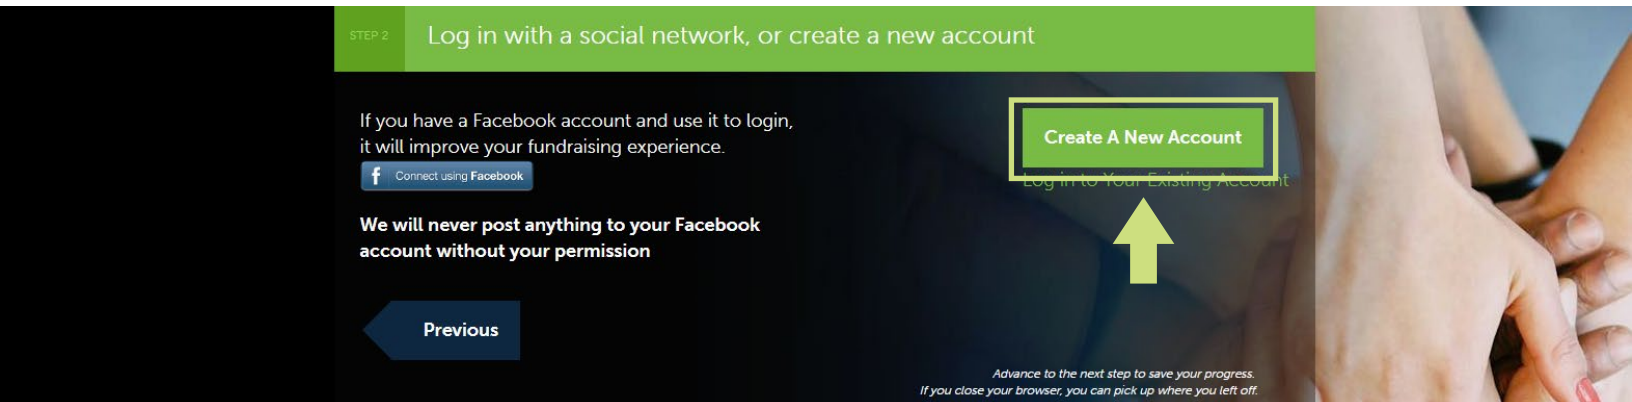 STEP 2
Log in with a social network, or create a new account
If you have a Facebook account and use it to login,
it will improve your fundraising experience.
f Connect using Facebook
We will never post anything to your Facebook
account without your permission
Previous
Create A New Account
Log in to Your Existing Account
Advance to the next step to save your progress.
If you close your browser, you can pick up where you left off.